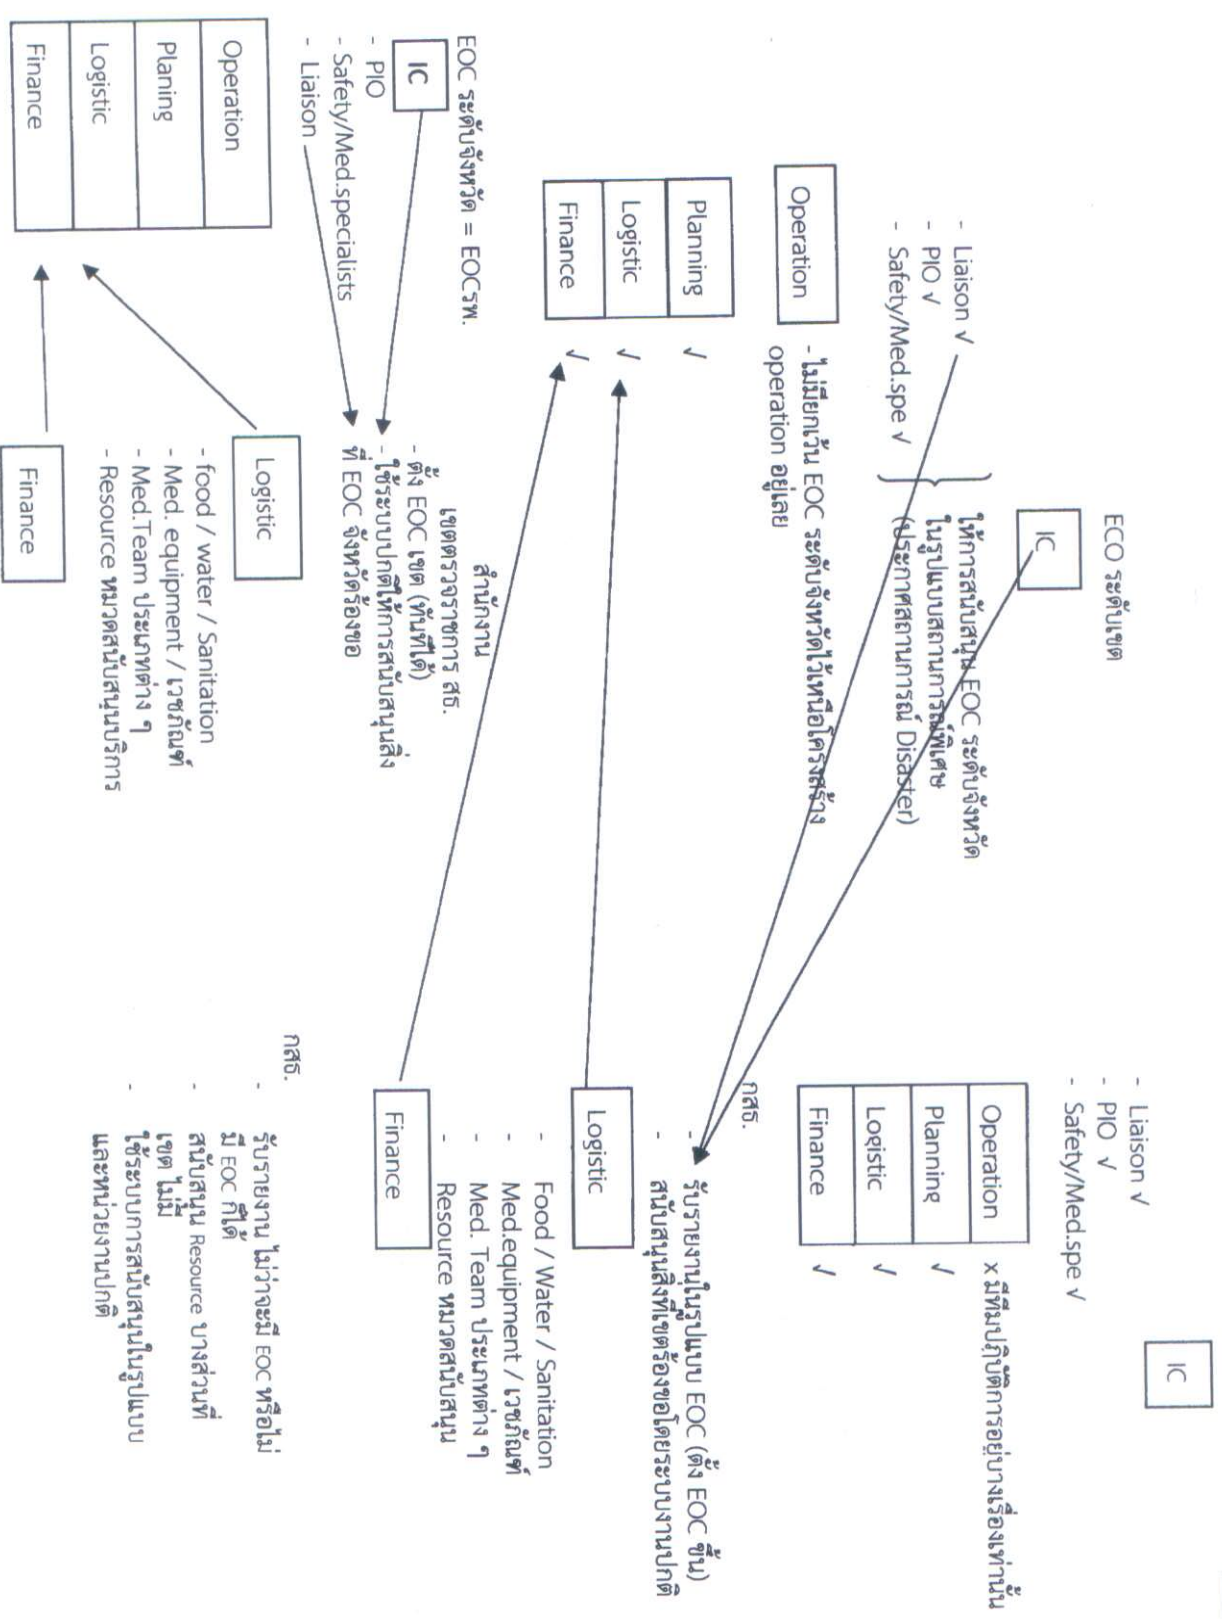 EOC ระดับจังหวัด = EOCรพ.
IC
- PIO
- Safety/Med.specialists
- Liaison
Operation
Planing
Logistic
Finance
สำนักงาน
เขตตรวจราชการ สธ.
- ตั้ง EOC เขต (ทันทีได้)
- ใช้ระบบปกติให้การสนับสนุนสิ่ง
ที่ EOC จังหวัดร้องขอ
Logistic
- food / water / Sanitation
- Med. equipment / เวชภัณฑ์
- Med.Team ประเภทต่าง ๆ
- Resource หมวดสนับสนุนบริการ
Finance
กสธ.
- รับรายงาน ไม่ว่าจะมี EOC หรือไม่
มี EOC ก็ได้
- สนับสนุน Resource บางส่วนที่
เขต ไม่มี
- ใช้ระบบการสนับสนุนในรูปแบบ
และหน่วยงานปกติ
ECO ระดับเขต
IC
- Liaison √
- PIO √
- Safety/Med.spe √
ให้การสนับสนุน EOC ระดับจังหวัด
ในรูปแบบสถานการณ์พิเศษ
(ประกาศสถานการณ์ Disaster)
Operation
- ไม่มียกเว้น EOC ระดับจังหวัดไว้เหนือโครงสร้าง
operation อยู่เลย
Planning √
Logistic √
Finance √
กสธ.
- รับรายงานในรูปแบบ EOC (ตั้ง EOC ขึ้น)
- สนับสนุนสิ่งที่เขตร้องขอโดยระบบงานปกติ
Logistic
- Food / Water / Sanitation
- Med.equipment / เวชภัณฑ์
- Med. Team ประเภทต่าง ๆ
- Resource หมวดสนับสนุน
Finance
IC
- Liaison √
- PIO √
- Safety/Med.spe √
Operation x มีทีมปฏิบัติการอยู่บางเรื่องเท่านั้น
Planning √
Logistic √
Finance √